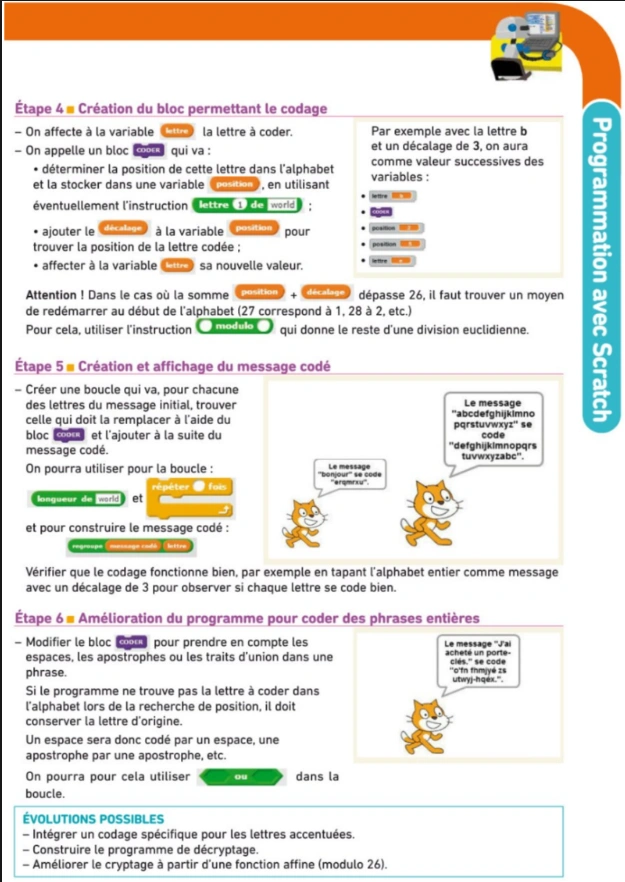 Étape 4 ■ Création du bloc permettant le codage
– On affecte à la variable lettre la lettre à coder.
– On appelle un bloc CODER qui va :
• déterminer la position de cette lettre dans l'alphabet
et la stocker dans une variable position , en utilisant
éventuellement l'instruction lettre 1 de world ;
• ajouter le décalage à la variable position pour
trouver la position de la lettre codée ;
• affecter à la variable lettre sa nouvelle valeur.
Par exemple avec la lettre b
et un décalage de 3, on aura
comme valeur successives des
variables :
• lettre
• CODER
• position
• position
• lettre
Attention ! Dans le cas où la somme position + décalage dépasse 26, il faut trouver un moyen
de redémarrer au début de l'alphabet (27 correspond à 1, 28 à 2, etc.)
Pour cela, utiliser l'instruction modulo qui donne le reste d'une division euclidienne.
Étape 5 ■ Création et affichage du message codé
– Créer une boucle qui va, pour chacune
des lettres du message initial, trouver
celle qui doit la remplacer à l'aide du
bloc CODER et l'ajouter à la suite du
message codé.
On pourra utiliser pour la boucle :
longueur de world et répéter fois
et pour construire le message codé :
regroupe message codé lettre
Le message
"bonjour" se code
"erqmrxu".
Le message
"abcdefghijklmno
pqrstuvwxyz" se
code
"defghijklmnopqrs
tuvwxyzabc".
Vérifier que le codage fonctionne bien, par exemple en tapant l'alphabet entier comme message
avec un décalage de 3 pour observer si chaque lettre se code bien.
Étape 6 ■ Amélioration du programme pour coder des phrases entières
– Modifier le bloc CODER pour prendre en compte les
espaces, les apostrophes ou les traits d'union dans une
phrase.
Si le programme ne trouve pas la lettre à coder dans
l'alphabet lors de la recherche de position, il doit
conserver la lettre d'origine.
Un espace sera donc codé par un espace, une
apostrophe par une apostrophe, etc.
On pourra pour cela utiliser ou dans la
boucle.
Le message "J'ai
acheté un porte-
clés." se code
"o'fn fhmjyé zs
utwyj-hqéx.".
ÉVOLUTIONS POSSIBLES
– Intégrer un codage spécifique pour les lettres accentuées.
– Construire le programme de décryptage.
– Améliorer le cryptage à partir d'une fonction affine (modulo 26).
Programmation avec Scratch